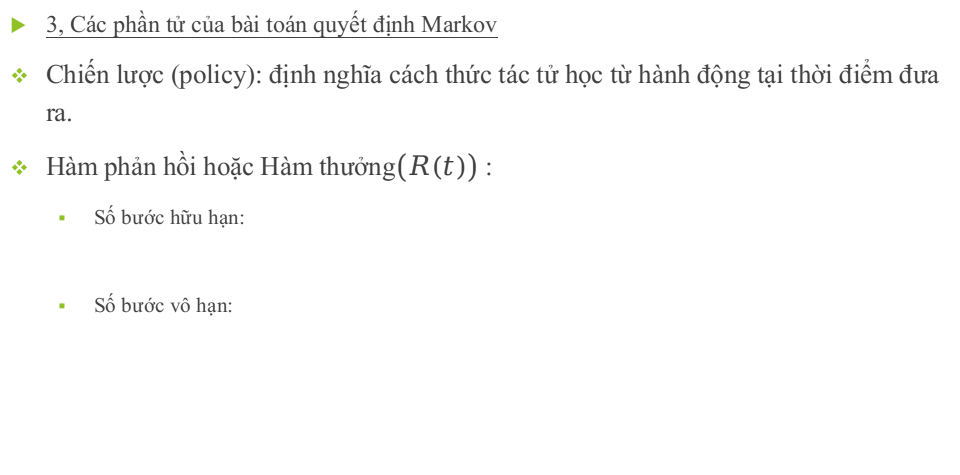 3, Các phần tử của bài toán quyết định Markov
Chiến lược (policy): định nghĩa cách thức tác tử học từ hành động tại thời điểm đưa
ra.
Hàm phản hồi hoặc Hàm thưởng(R(t)) :
Số bước hữu hạn:
Số bước vô hạn: